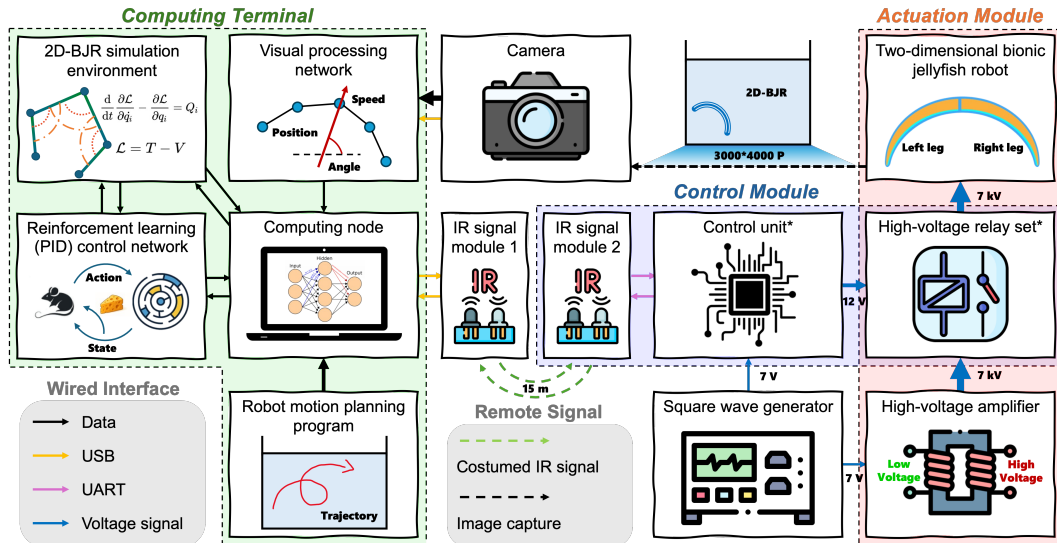 Computing Terminal
Actuation Module
2D-BJR simulation
environment
d/dt ∂ℒ/∂q̇ᵢ − ∂ℒ/∂qᵢ = Qᵢ
ℒ = T − V
Visual processing
network
Speed
Position
Angle
Camera
2D-BJR
3000*4000 P
Two-dimensional bionic
jellyfish robot
Left leg
Right leg
Control Module
7 kV
Reinforcement learning
(PID) control network
Action
State
Computing node
Input
Hidden
Output
IR signal
module 1
IR
IR signal
module 2
IR
Control unit*
12 V
High-voltage relay set*
15 m
7 V
7 kV
Wired Interface
Data
USB
UART
Voltage signal
Robot motion planning
program
Trajectory
Remote Signal
Costumed IR signal
Image capture
Square wave generator
7 V
High-voltage amplifier
Low
Voltage
High
Voltage